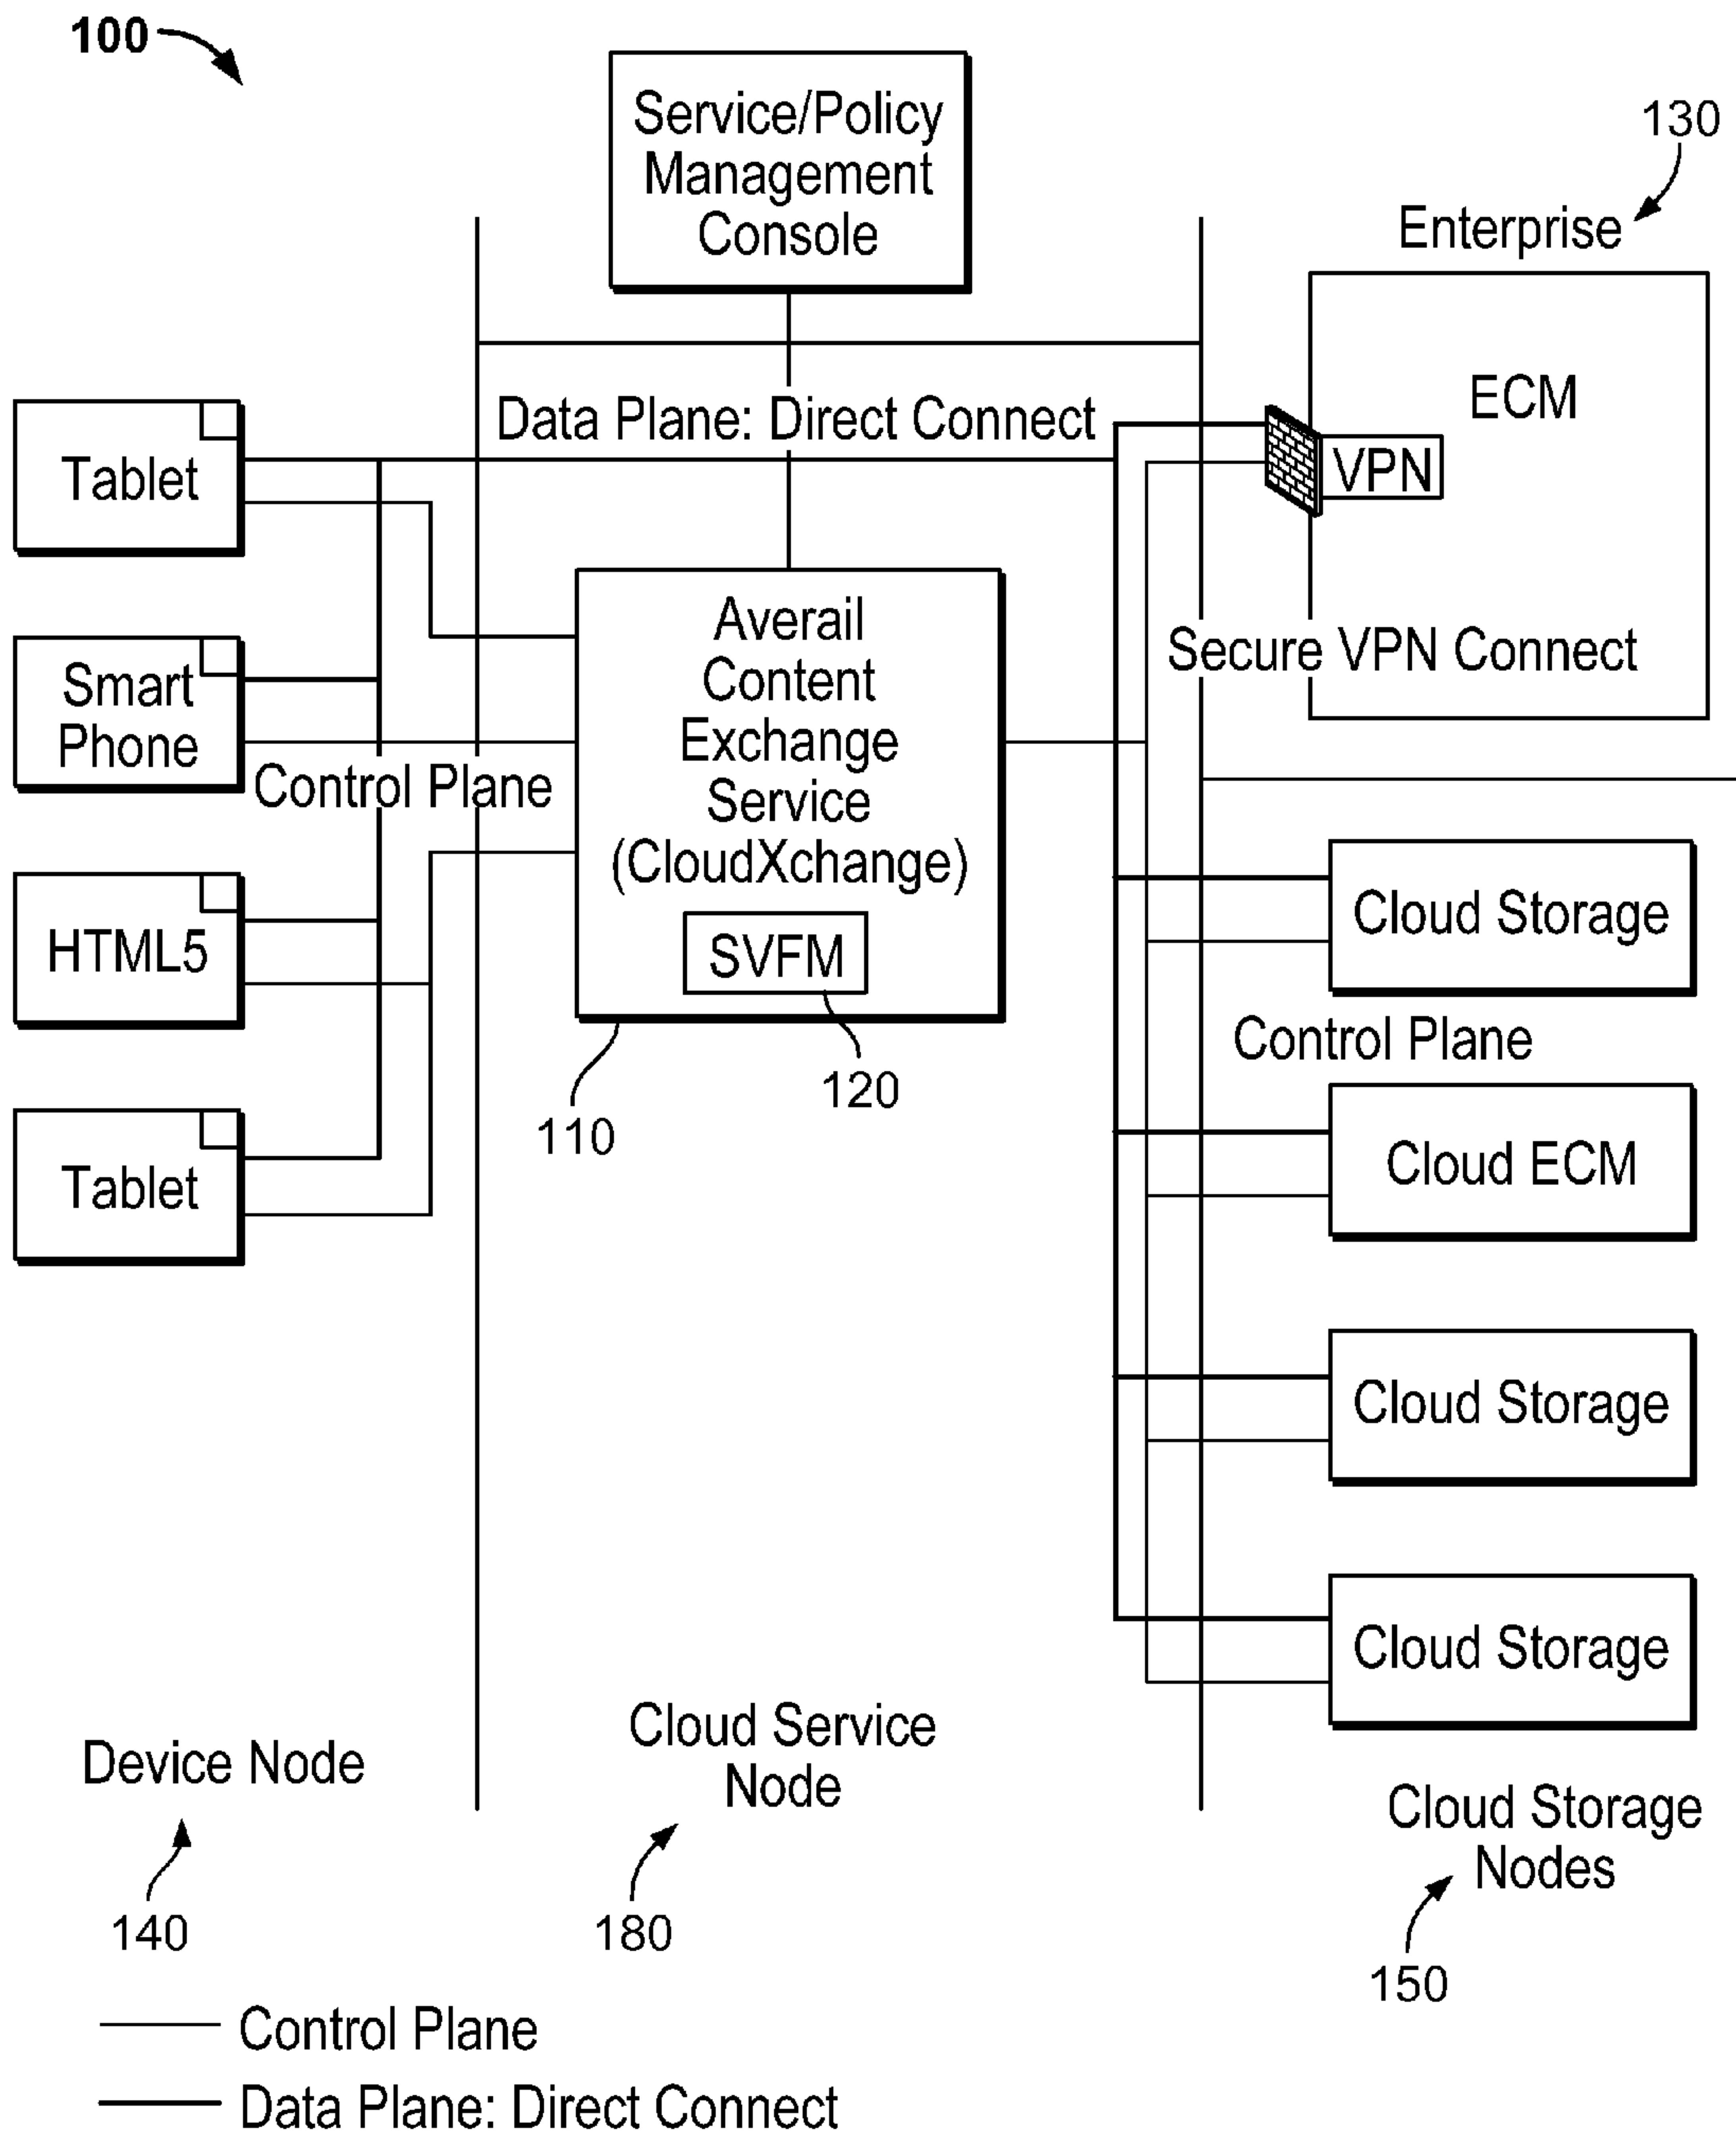 100
Service/Policy
Management
Console
130
Enterprise
ECM
Data Plane: Direct Connect
VPN
Tablet
Secure VPN Connect
Smart
Phone
Control Plane
Averail
Content
Exchange
Service
(CloudXchange)
SVFM
120
110
HTML5
Tablet
Cloud Storage
Control Plane
Cloud ECM
Cloud Storage
Cloud Storage
Device Node
140
Cloud Service
Node
180
Cloud Storage
Nodes
150
Control Plane
Data Plane: Direct Connect